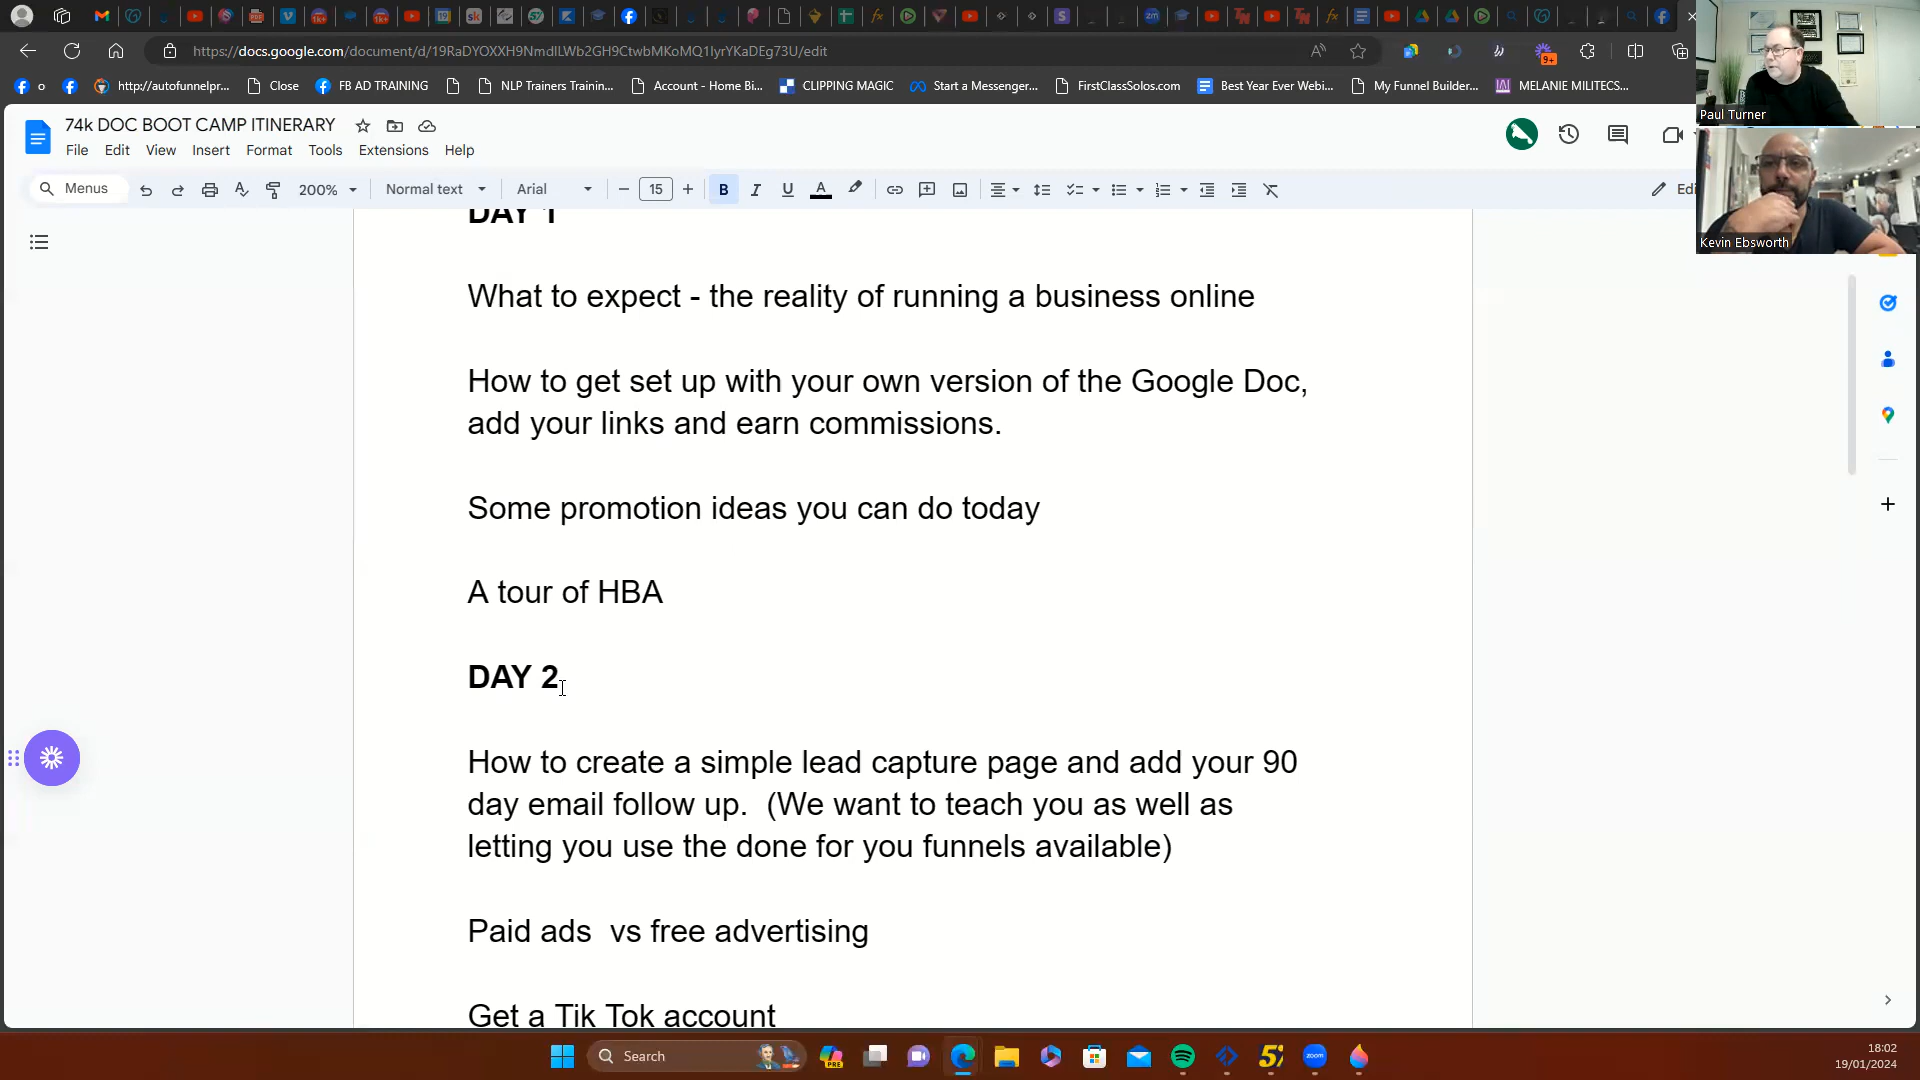 https://docs.google.com/document/d/19RaDYOXXH9NmdlLWb2GH9CtwbMKoMQ1IyrYKaDEg73U/edit
9+
o
http://autofunnelpr...
Close
FB AD TRAINING
NLP Trainers Trainin...
Account - Home Bi...
CLIPPING MAGIC
Start a Messenger...
FirstClassSolos.com
Best Year Ever Webi...
My Funnel Builder...
MELANIE MILITECS...
Paul Turner
Kevin Ebsworth
74k DOC BOOT CAMP ITINERARY
File Edit View Insert Format Tools Extensions Help
Menus 200% Normal text Arial 15 B I U A Edi
DAY 1
What to expect - the reality of running a business online
How to get set up with your own version of the Google Doc,
add your links and earn commissions.
Some promotion ideas you can do today
A tour of HBA
DAY 2
How to create a simple lead capture page and add your 90
day email follow up.  (We want to teach you as well as
letting you use the done for you funnels available)
Paid ads  vs free advertising
Get a Tik Tok account
Search
PRE
zoom
18:02
19/01/2024